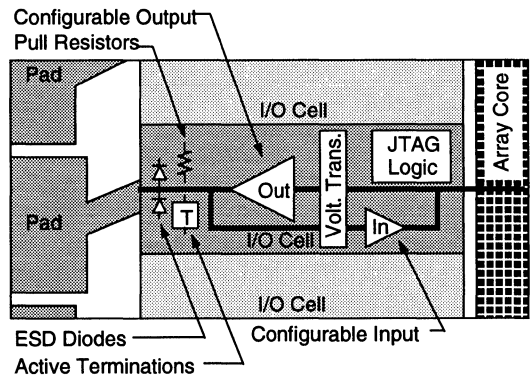 Configurable Output
Pull Resistors
Pad
I/O Cell
Array Core
Volt. Trans.
JTAG
Logic
Out
Pad
T
In
I/O Cell
I/O Cell
ESD Diodes
Configurable Input
Active Terminations